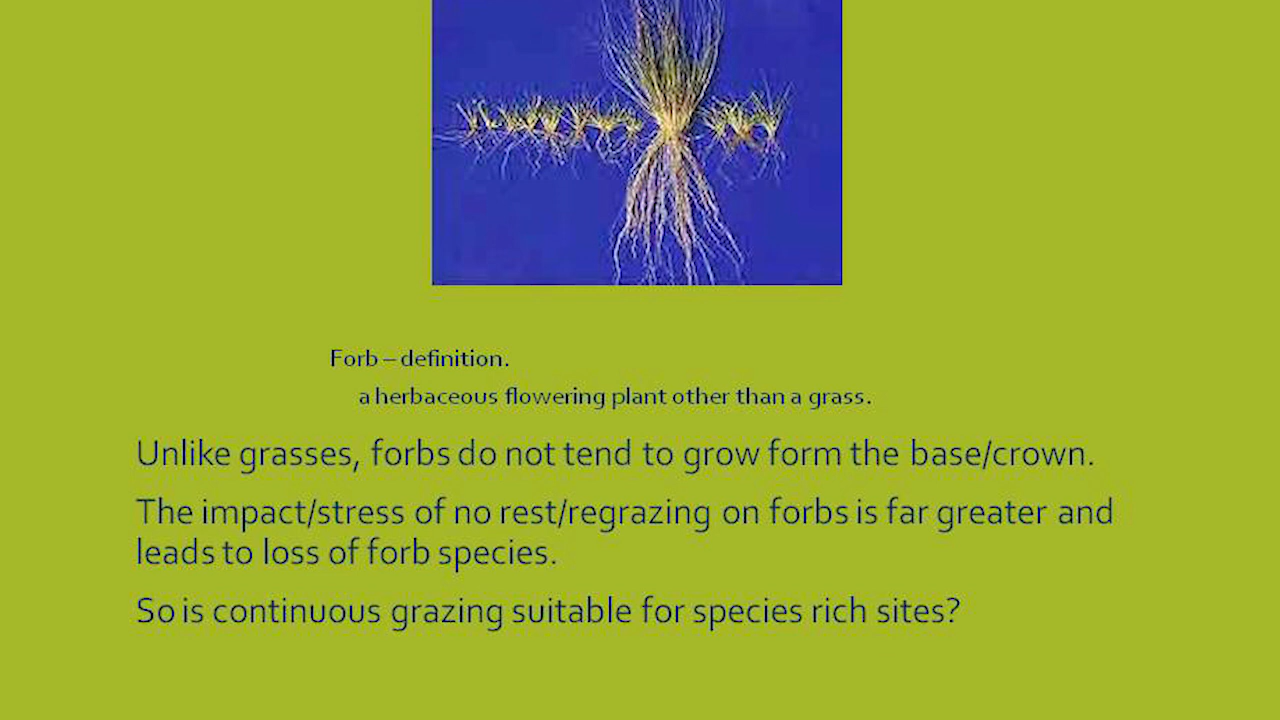 Forb – definition.
a herbaceous flowering plant other than a grass.
Unlike grasses, forbs do not tend to grow form the base/crown.
The impact/stress of no rest/regrazing on forbs is far greater and
leads to loss of forb species.
So is continuous grazing suitable for species rich sites?